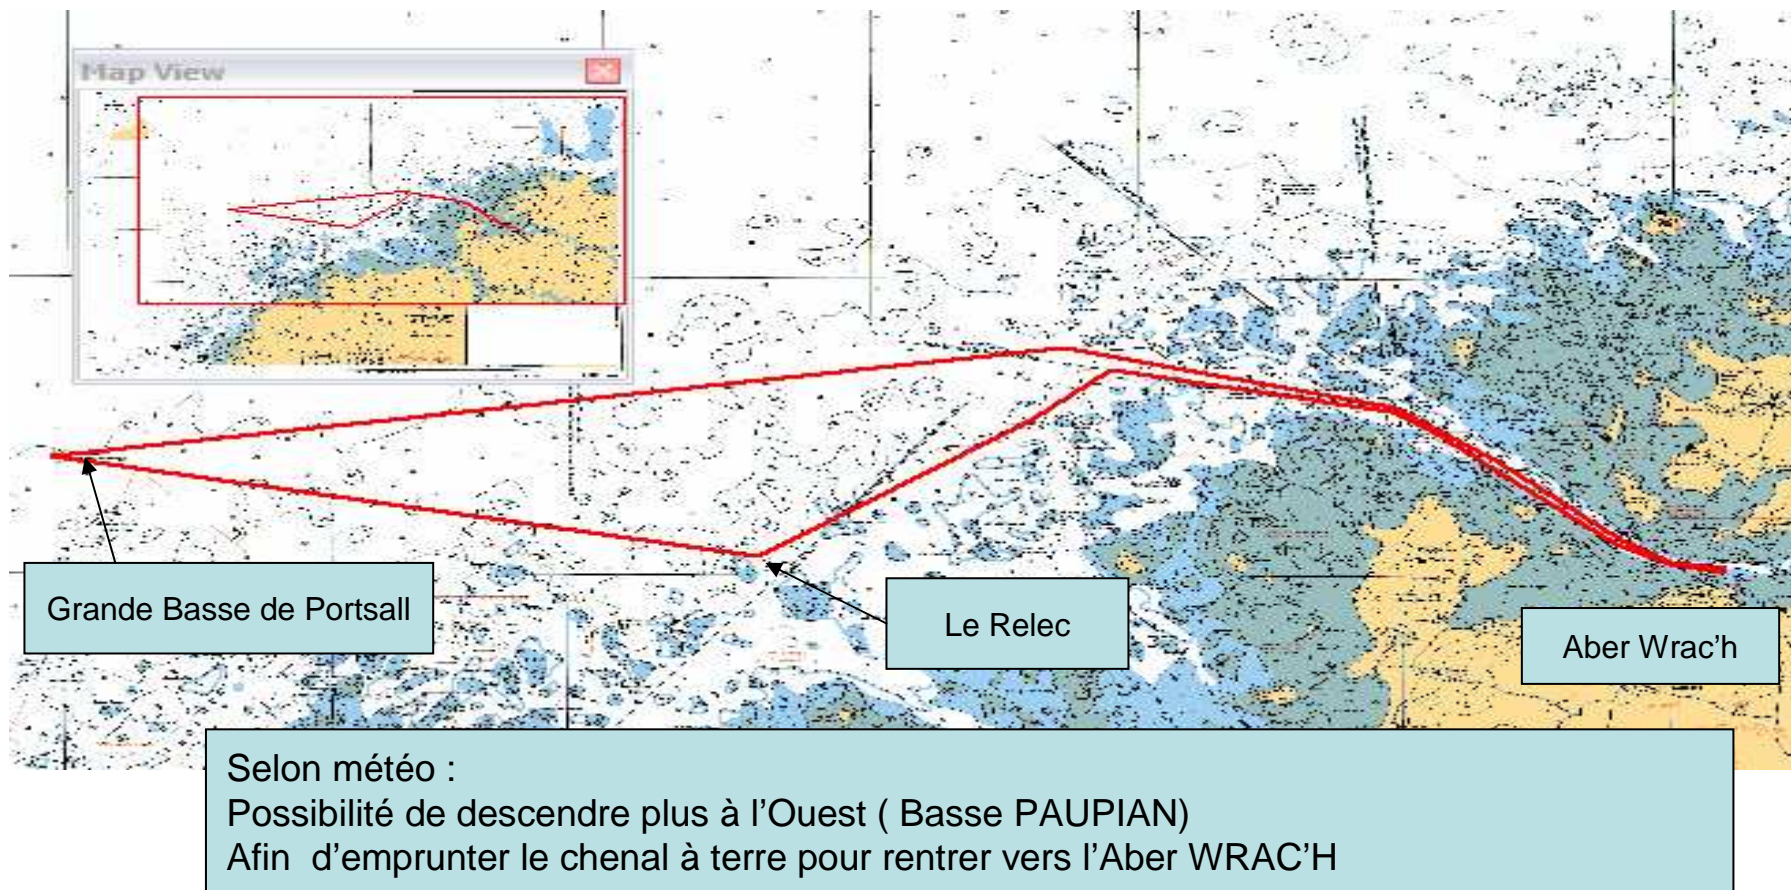 Map View
Grande Basse de Portsall
Le Relec
Aber Wrac’h
Selon météo :
Possibilité de descendre plus à l’Ouest ( Basse PAUPIAN)
Afin  d’emprunter le chenal à terre pour rentrer vers l’Aber WRAC’H